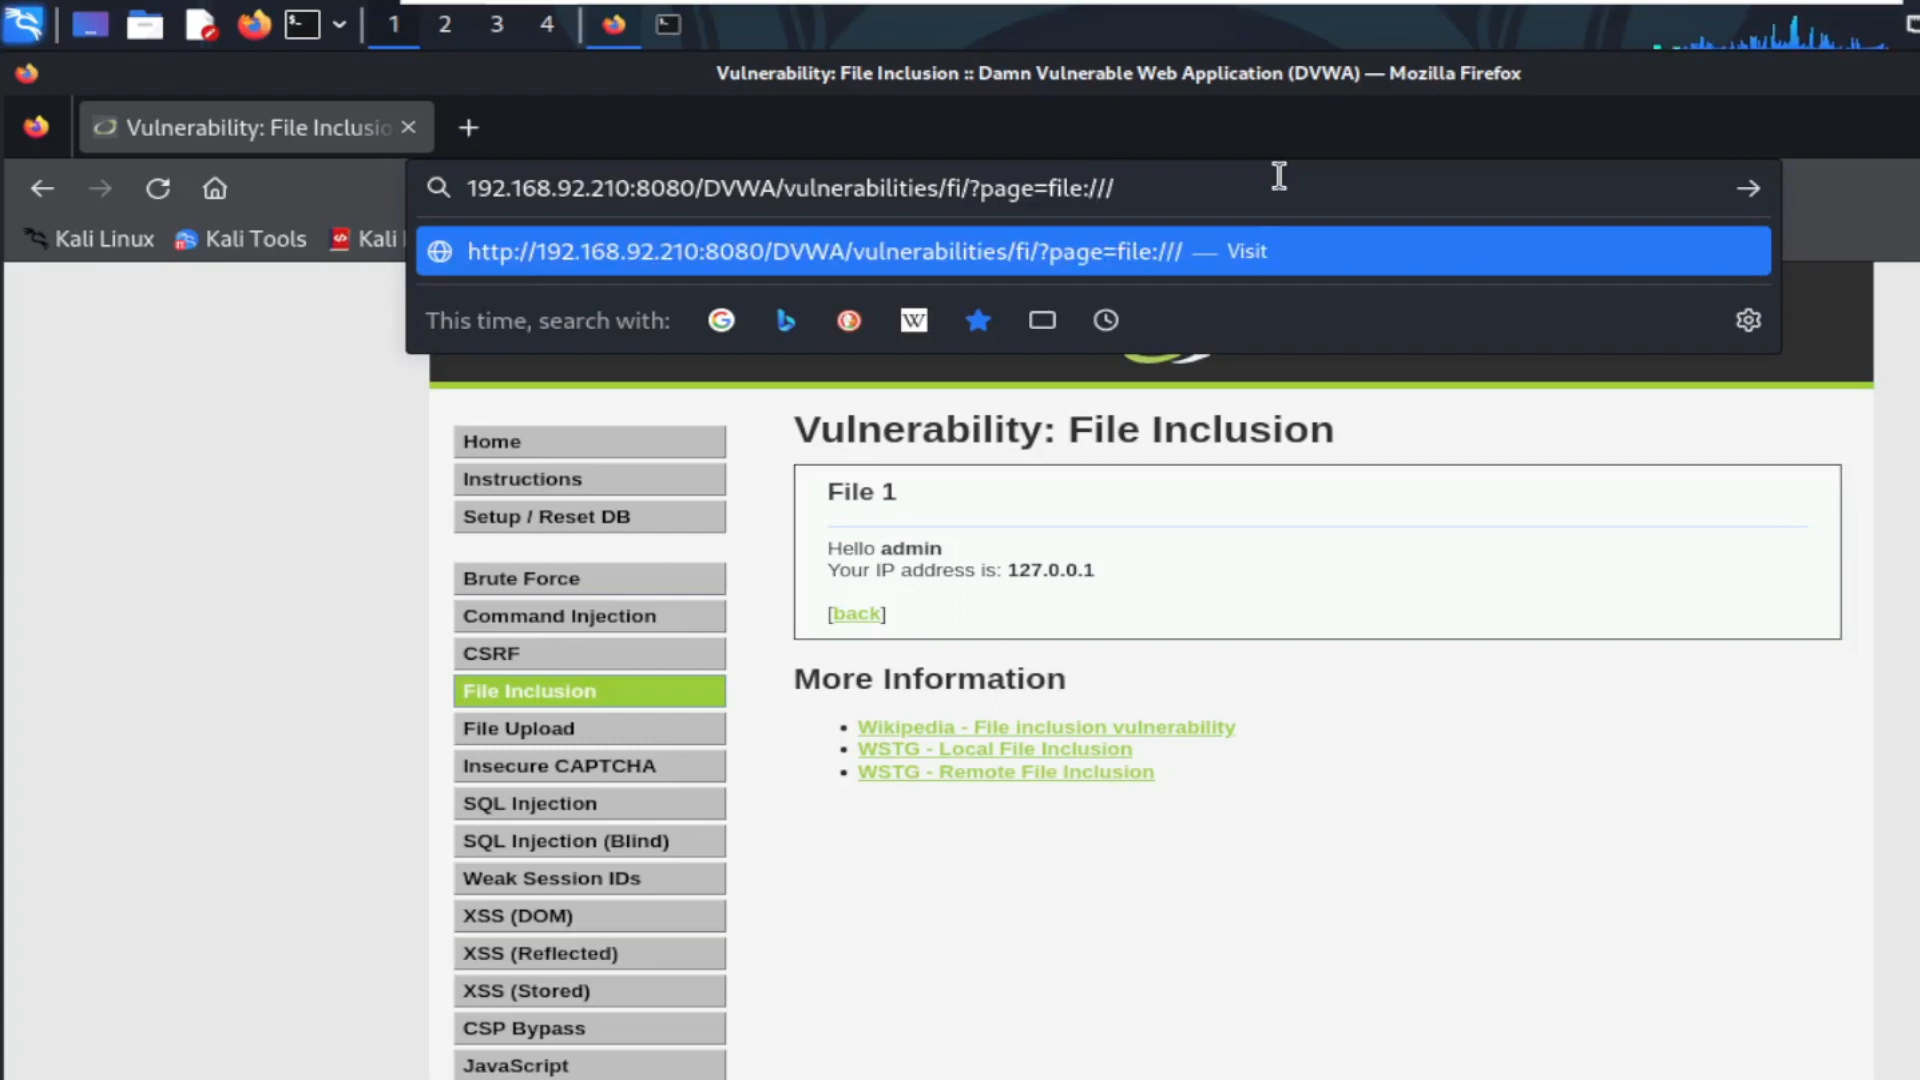 1 2 3 4
Vulnerability: File Inclusion :: Damn Vulnerable Web Application (DVWA) — Mozilla Firefox
Vulnerability: File Inclusio
192.168.92.210:8080/DVWA/vulnerabilities/fi/?page=file:///
Kali Linux Kali Tools Kali
http://192.168.92.210:8080/DVWA/vulnerabilities/fi/?page=file:/// — Visit
This time, search with:
Home
Instructions
Setup / Reset DB
Brute Force
Command Injection
CSRF
File Inclusion
File Upload
Insecure CAPTCHA
SQL Injection
SQL Injection (Blind)
Weak Session IDs
XSS (DOM)
XSS (Reflected)
XSS (Stored)
CSP Bypass
JavaScript
Vulnerability: File Inclusion
File 1
Hello admin
Your IP address is: 127.0.0.1
[back]
More Information
• Wikipedia - File inclusion vulnerability
• WSTG - Local File Inclusion
• WSTG - Remote File Inclusion